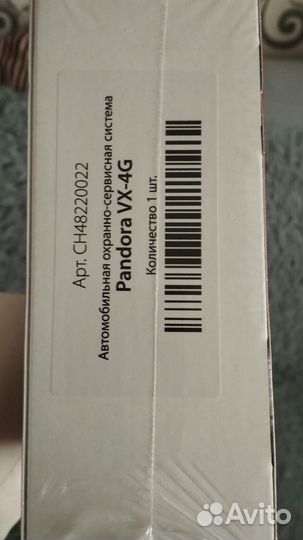 Арт. CH48220022
Автомобильная охранно-сервисная система
Pandora VX-4G
Количество 1 шт.
Avito